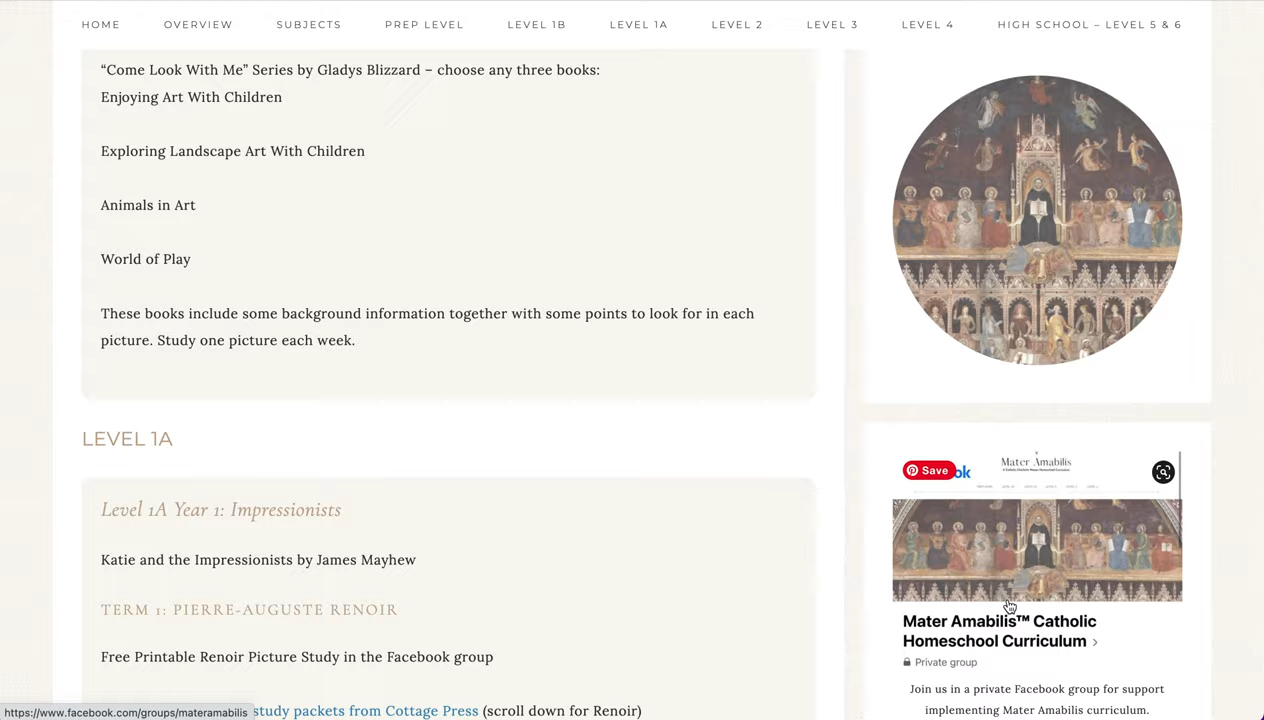 HOME OVERVIEW SUBJECTS PREP LEVEL LEVEL 1B LEVEL 1A LEVEL 2 LEVEL 3 LEVEL 4 HIGH SCHOOL – LEVEL 5 & 6
“Come Look With Me” Series by Gladys Blizzard – choose any three books:
Enjoying Art With Children
Exploring Landscape Art With Children
Animals in Art
World of Play
These books include some background information together with some points to look for in each
picture. Study one picture each week.
LEVEL 1A
Level 1A Year 1: Impressionists
Katie and the Impressionists by James Mayhew
TERM 1: PIERRE-AUGUSTE RENOIR
Free Printable Renoir Picture Study in the Facebook group
study packets from Cottage Press (scroll down for Renoir)
https://www.facebook.com/groups/materamabilis
Save
ok
Mater Amabilis
Mater Amabilis™ Catholic
Homeschool Curriculum ›
Private group
Join us in a private Facebook group for support
implementing Mater Amabilis curriculum.